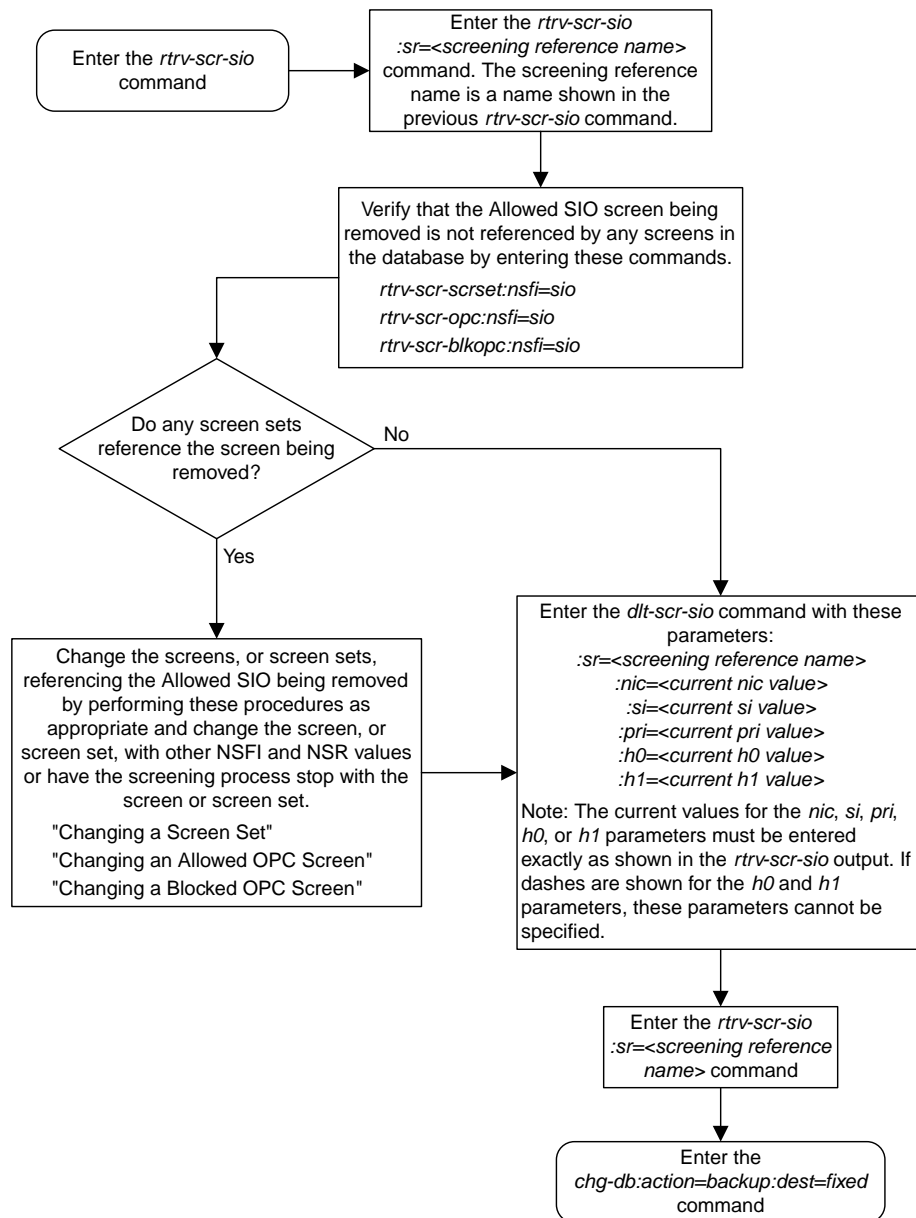 Enter the rtrv-scr-sio
command
Enter the rtrv-scr-sio
:sr=<screening reference name>
command. The screening reference
name is a name shown in the
previous rtrv-scr-sio command.
Verify that the Allowed SIO screen being
removed is not referenced by any screens in
the database by entering these commands.
rtrv-scr-scrset:nsfi=sio
rtrv-scr-opc:nsfi=sio
rtrv-scr-blkopc:nsfi=sio
Do any screen sets
reference the screen being
removed?
No
Yes
Change the screens, or screen sets,
referencing the Allowed SIO being removed
by performing these procedures as
appropriate and change the screen, or
screen set, with other NSFI and NSR values
or have the screening process stop with the
screen or screen set.
"Changing a Screen Set"
"Changing an Allowed OPC Screen"
"Changing a Blocked OPC Screen"
Enter the dlt-scr-sio command with these
parameters:
:sr=<screening reference name>
:nic=<current nic value>
:si=<current si value>
:pri=<current pri value>
:h0=<current h0 value>
:h1=<current h1 value>
Note: The current values for the nic, si, pri,
h0, or h1 parameters must be entered
exactly as shown in the rtrv-scr-sio output. If
dashes are shown for the h0 and h1
parameters, these parameters cannot be
specified.
Enter the rtrv-scr-sio
:sr=<screening reference
name> command
Enter the
chg-db:action=backup:dest=fixed
command